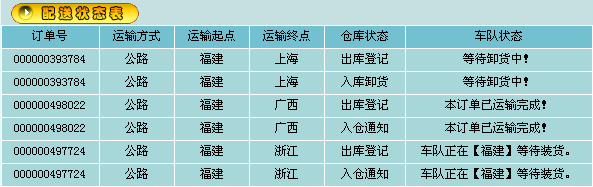 配送状态表
订单号 运输方式 运输起点 运输终点 仓库状态 车队状态
000000393784 公路 福建 上海 出库登记 等待卸货中!
000000393784 公路 福建 上海 入库卸货 等待卸货中!
000000498022 公路 福建 广西 出库登记 本订单已运输完成!
000000498022 公路 福建 广西 入仓通知 本订单已运输完成!
000000497724 公路 福建 浙江 出库登记 车队正在【福建】等待装货。
000000497724 公路 福建 浙江 入仓通知 车队正在【福建】等待装货。